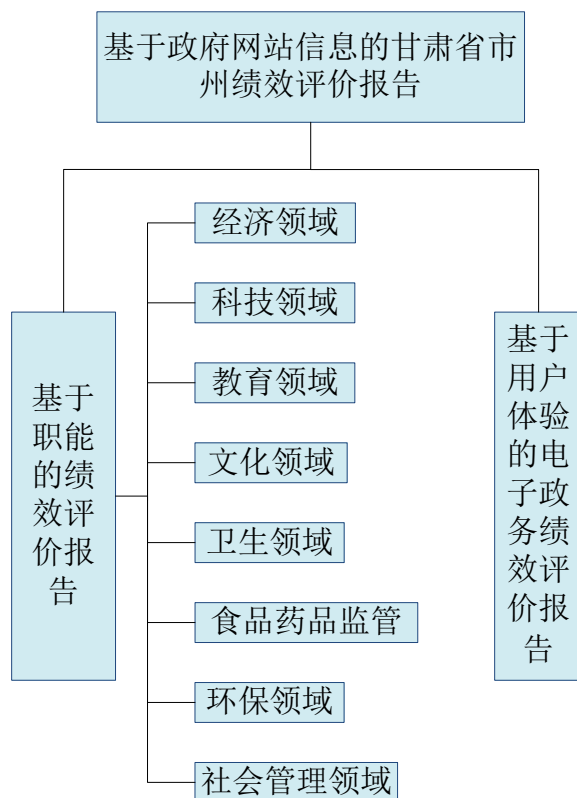 基于政府网站信息的甘肃省市
州绩效评价报告
经济领域
科技领域
教育领域
文化领域
卫生领域
食品药品监管
环保领域
社会管理领域
基于
职能
的绩
效评
价报
告
基于
用户
体验
的电
子政
务绩
效评
价报
告